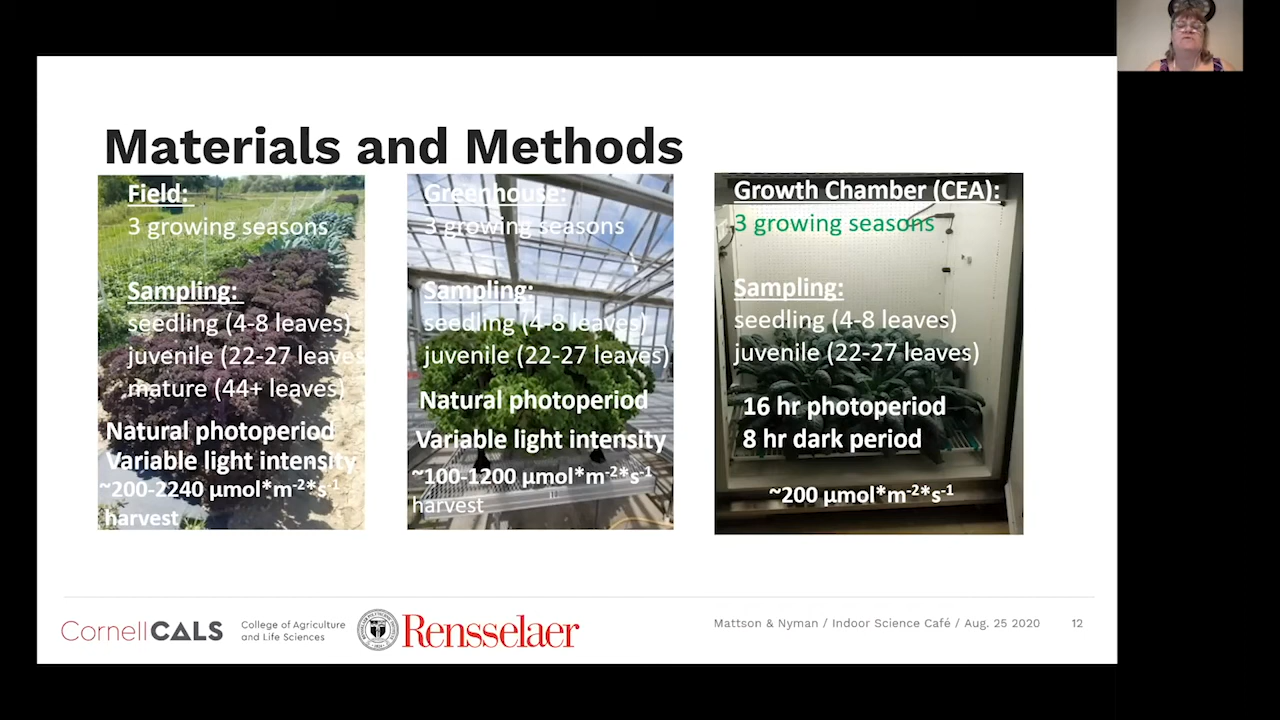 Materials and Methods
Field:
3 growing seasons
Sampling:
seedling (4-8 leaves)
juvenile (22-27 leaves
mature (44+ leaves)
Natural photoperiod
Variable light intensity
~200-2240 µmol*m-2*s-1
harvest
Greenhouse:
3 growing seasons
Sampling:
seedling (4-8 leaves)
juvenile (22-27 leaves)
Natural photoperiod
Variable light intensity
~100-1200 µmol*m-2*s-1
harvest
Growth Chamber (CEA):
3 growing seasons
Sampling:
seedling (4-8 leaves)
juvenile (22-27 leaves)
16 hr photoperiod
8 hr dark period
~200 µmol*m-2*s-1
CornellCALS
College of Agriculture
and Life Sciences
Rensselaer
Mattson & Nyman / Indoor Science Café / Aug. 25 2020
12